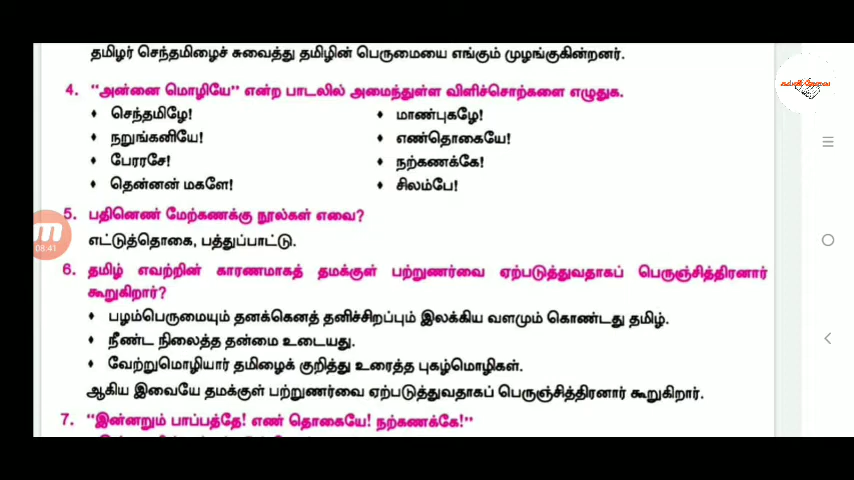 தமிழர் செந்தமிழைச் சுவைத்து தமிழின் பெருமையை எங்கும் முழங்குகின்றனர்.
4. "அன்னை மொழியே" என்ற பாடலில் அமைந்துள்ள விளிச்சொற்களை எழுதுக.
♦ செந்தமிழே! ♦ மாண்புகழே!
♦ நறுங்கனியே! ♦ எண்தொகையே!
♦ பேரரசே! ♦ நற்கணக்கே!
♦ தென்னன் மகளே! ♦ சிலம்பே!
5. பதினெண் மேற்கணக்கு நூல்கள் எவை?
எட்டுத்தொகை, பத்துப்பாட்டு.
6. தமிழ் எவற்றின் காரணமாகத் தமக்குள் பற்றுணர்வை ஏற்படுத்துவதாகப் பெருஞ்சித்திரனார்
கூறுகிறார்?
♦ பழம்பெருமையும் தனக்கெனத் தனிச்சிறப்பும் இலக்கிய வளமும் கொண்டது தமிழ்.
♦ நீண்ட நிலைத்த தன்மை உடையது.
♦ வேற்றுமொழியார் தமிழைக் குறித்து உரைத்த புகழ்மொழிகள்.
ஆகிய இவையே தமக்குள் பற்றுணர்வை ஏற்படுத்துவதாகப் பெருஞ்சித்திரனார் கூறுகிறார்.
7. "இன்னறும் பாப்பத்தே! எண் தொகையே! நற்கணக்கே!"
08:41